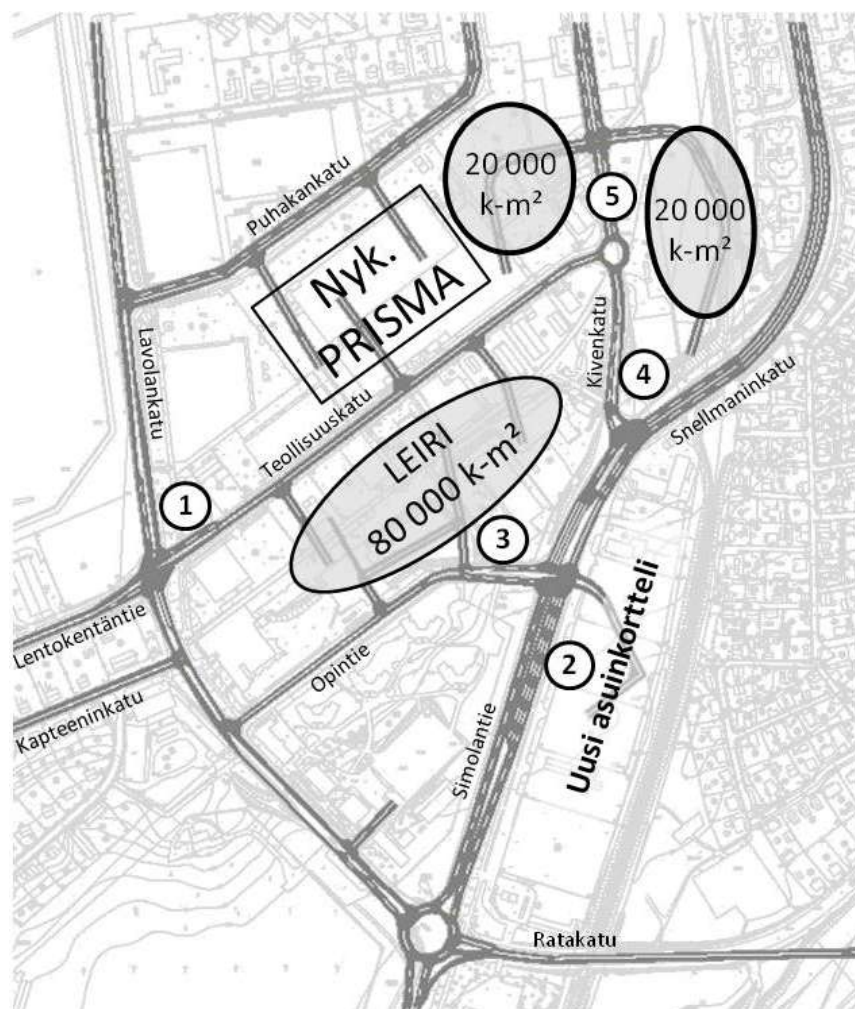 20 000
k-m²
5
20 000
k-m²
Puhakankatu
Nyk.
PRISMA
Lavolankatu
Kivenkatu
4
Snellmaninkatu
Teollisuuskatu
LEIRI
80 000 k-m²
1
3
Lentokentäntie
Opintie
2
Uusi asuinkortteli
Kapteeninkatu
Simolantie
Ratakatu